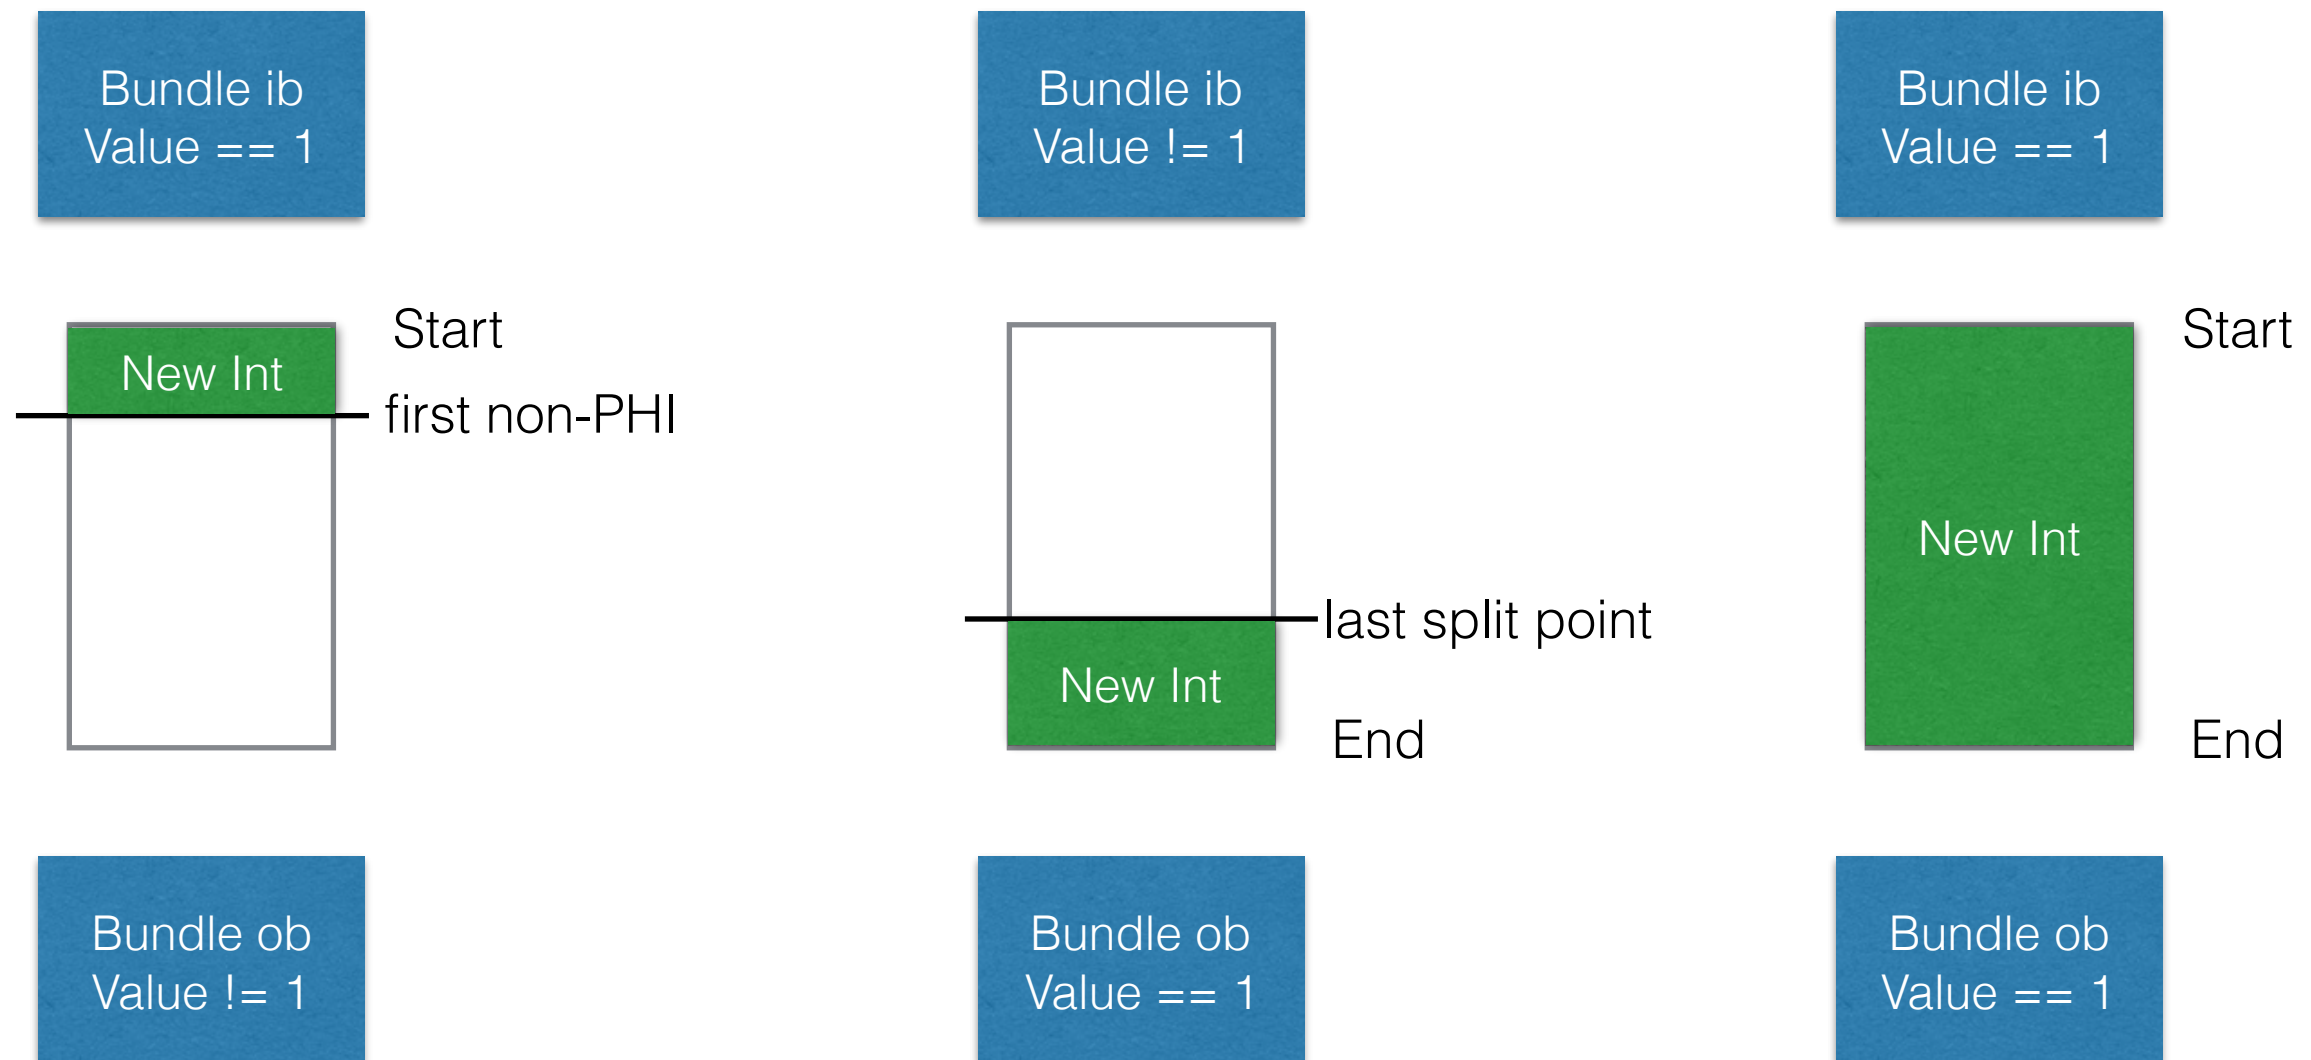 Bundle ib
Value == 1
Bundle ib
Value != 1
Bundle ib
Value == 1
Start
New Int
first non-PHI
last split point
New Int
End
Start
New Int
End
Bundle ob
Value != 1
Bundle ob
Value == 1
Bundle ob
Value == 1